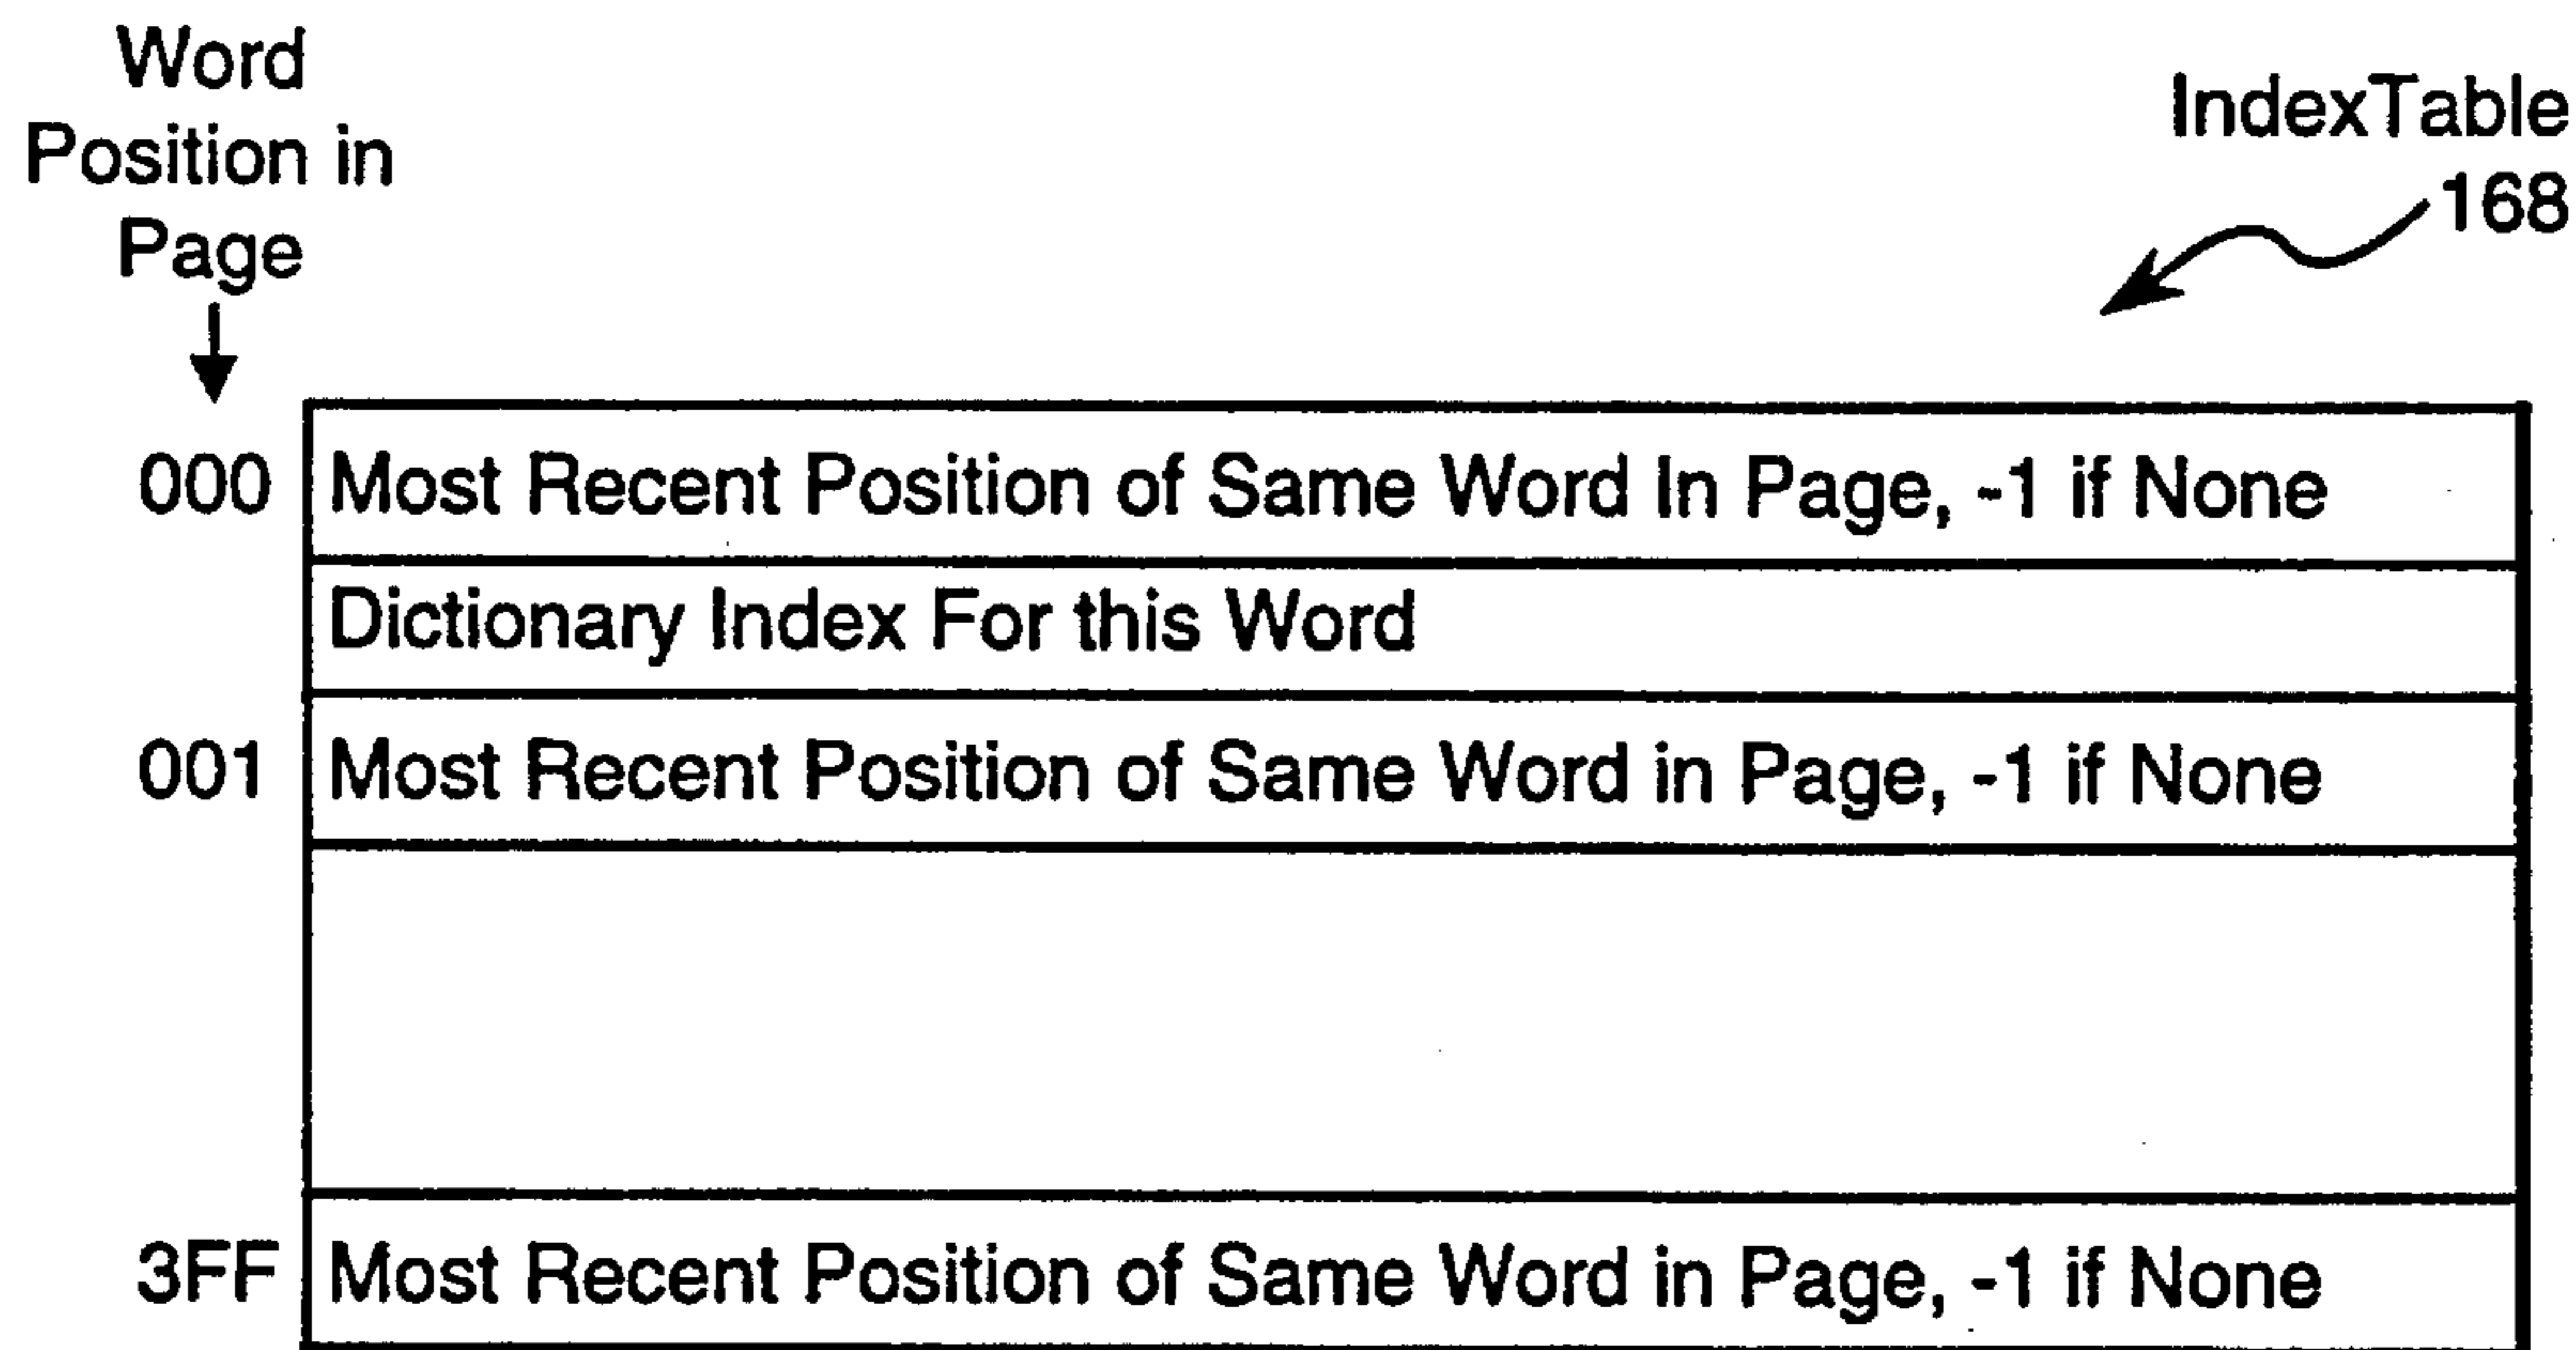 Word
Position in
Page
IndexTable
168
000 Most Recent Position of Same Word In Page, -1 if None
Dictionary Index For this Word
001 Most Recent Position of Same Word in Page, -1 if None
3FF Most Recent Position of Same Word in Page, -1 if None